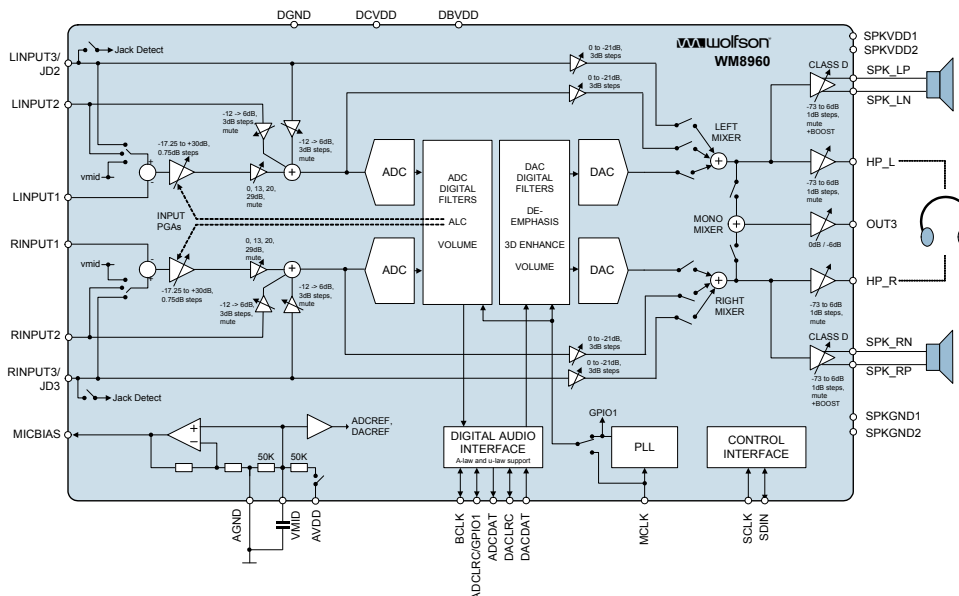 DGND
DCVDD
DBVDD
wolfson
WM8960
SPKVDD1
SPKVDD2
LINPUT3/
JD2
Jack Detect
0 to -21dB,
3dB steps
CLASS D
SPK_LP
SPK_LN
LINPUT2
-12 -> 6dB,
3dB steps
mute
0 to -21dB,
3dB steps
-73 to 6dB
1dB steps,
mute
+BOOST
LEFT
MIXER
-17.25 to +30dB,
0.75dB steps
-12 -> 6dB,
3dB steps,
mute
+
-
vmid
ADC
ADC
DIGITAL
FILTERS
ALC
VOLUME
DAC
DIGITAL
FILTERS
DE-
EMPHASIS
3D ENHANCE
VOLUME
DAC
+
HP_L
LINPUT1
0, 13, 20,
29dB,
mute
-73 to 6dB
1dB steps,
mute
INPUT
PGAs
MONO
MIXER
+
OUT3
0dB / -6dB
RINPUT1
0, 13, 20,
29dB,
mute
vmid
-
+
+
ADC
DAC
+
HP_R
-17.25 to +30dB,
0.75dB steps
-12 -> 6dB,
3dB steps,
mute
-12 -> 6dB,
3dB steps,
mute
RIGHT
MIXER
-73 to 6dB
1dB steps,
mute
RINPUT2
CLASS D
SPK_RN
SPK_RP
0 to -21dB,
3dB steps
0 to -21dB,
3dB steps
RINPUT3/
JD3
Jack Detect
-73 to 6dB
1dB steps,
mute
+BOOST
SPKGND1
SPKGND2
MICBIAS
+
-
ADCREF,
DACREF
50K
50K
DIGITAL AUDIO
INTERFACE
A-law and u-law support
GPIO1
PLL
CONTROL
INTERFACE
AGND
VMID
AVDD
BCLK
ADCLRC/GPIO1
ADCDAT
DACLRC
DACDAT
MCLK
SCLK
SDIN